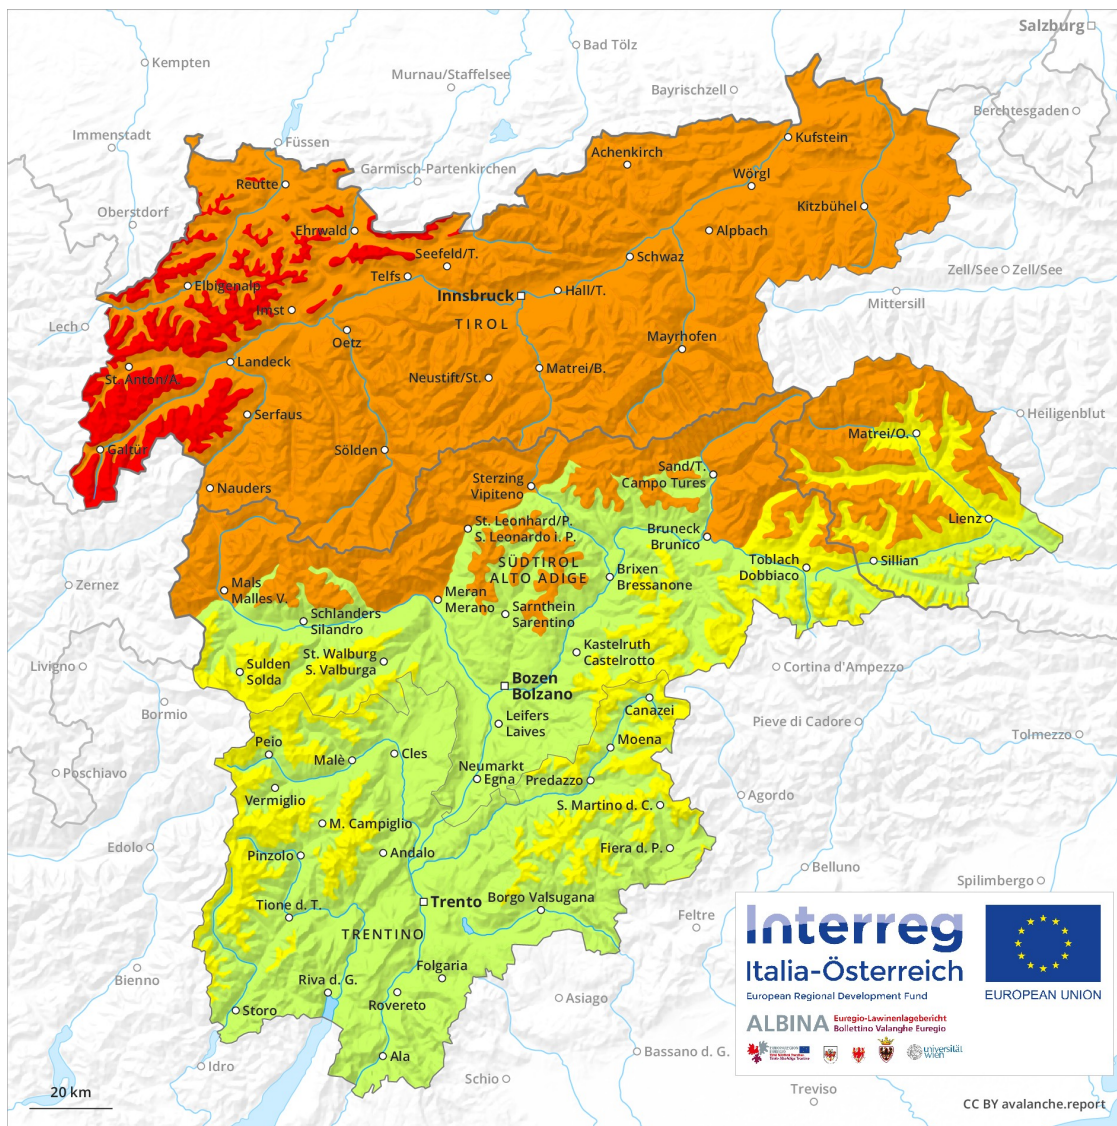 Salzburg
Bad Tölz
Kempten
Murnau/Staffelsee
Bayrischzell
Berchtesgaden
Immenstadt
Füssen
Kufstein
Achenkirch
Garmisch-Partenkirchen
Wörgl
Reutte
Oberstdorf
Kitzbühel
Ehrwald
Alpbach
Seefeld/T.
Schwaz
Telfs
Zell/See
Zell/See
Elbigenalp
Innsbruck
Hall/T.
Mittersill
Imst
Lech
TIROL
Oetz
Mayrhofen
Landeck
Matrei/B.
St. Anton/A.
Neustift/St.
Serfaus
Heiligenblut
Matrei/O.
Galtür
Sölden
Sand/T.
Campo Tures
Sterzing
Vipiteno
Nauders
Lienz
St. Leonhard/P.
S. Leonardo i. P.
Bruneck
Brunico
SÜDTIROL
ALTO ADIGE
Toblach
Dobbiaco
Sillian
Brixen
Bressanone
Zernez
Mals
Malles V.
Meran
Merano
Sarnthein
Sarentino
Schlanders
Silandro
Kastelruth
Castelrotto
St. Walburg
S. Valburga
Livigno
Sulden
Solda
Cortina d'Ampezzo
Bozen
Bolzano
Bormio
Canazei
Leifers
Laives
Pieve di Cadore
Tolmezzo
Peio
Moena
Cles
Malè
Poschiavo
Neumarkt
Egna
Predazzo
Vermiglio
Agordo
S. Martino d. C.
M. Campiglio
Edolo
Fiera d. P.
Andalo
Pinzolo
Belluno
Spilimbergo
Trento
Borgo Valsugana
Tione d. T.
Feltre
TRENTINO
Folgaria
Bienno
Riva d. G.
Rovereto
Asiago
Storo
Ala
Bassano d. G.
Idro
Schio
Treviso
20 km
Interreg
Italia-Österreich
European Regional Development Fund
EUROPEAN UNION
ALBINA
Euregio-Lawinenlagebericht
Bollettino Valanghe Euregio
universität
wien
CC BY avalanche.report